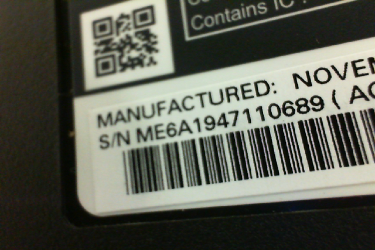 Contains IC
MANUFACTURED: NOVEM
S/N ME6A1947110689 ( AC